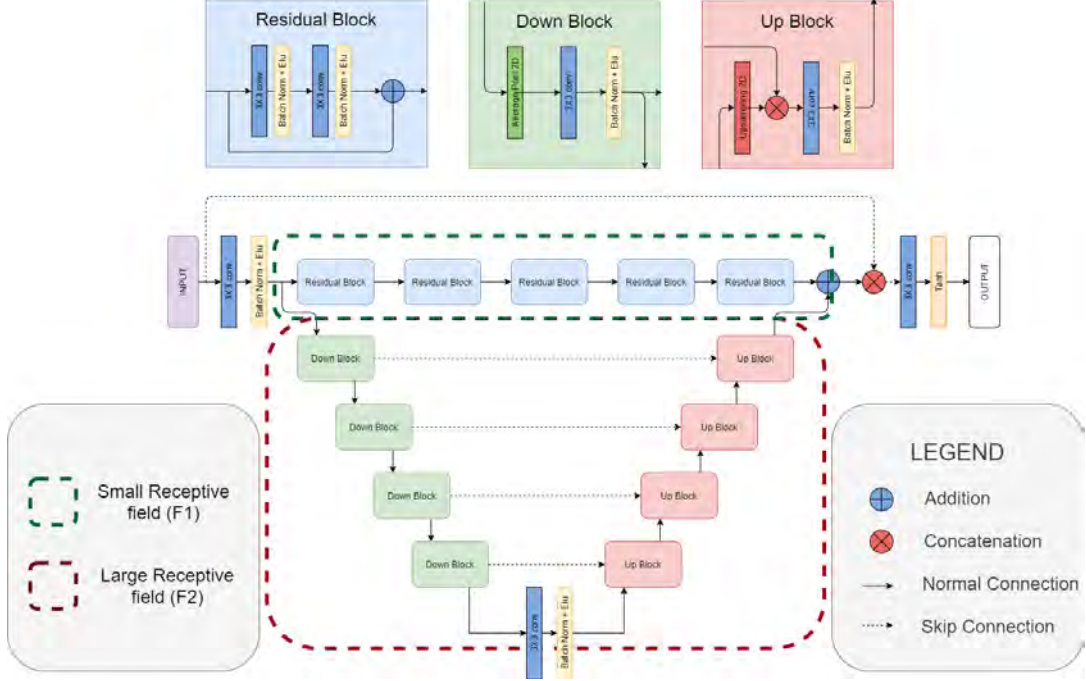 Residual Block
3X3 conv
Batch Norm + Elu
3X3 conv
Batch Norm + Elu
Down Block
Average Pool 2D
3X3 conv
Batch Norm + Elu
Up Block
Upsampling 2D
3X3 conv
Batch Norm + Elu
INPUT
3X3 conv
Batch Norm + Elu
Residual Block
Residual Block
Residual Block
Residual Block
Residual Block
3X3 conv
Tanh
OUTPUT
Down Block
Up Block
Down Block
Up Block
Down Block
Up Block
Down Block
Up Block
3X3 conv
Batch Norm + Elu
Small Receptive
field (F1)
Large Receptive
field (F2)
LEGEND
Addition
Concatenation
Normal Connection
Skip Connection